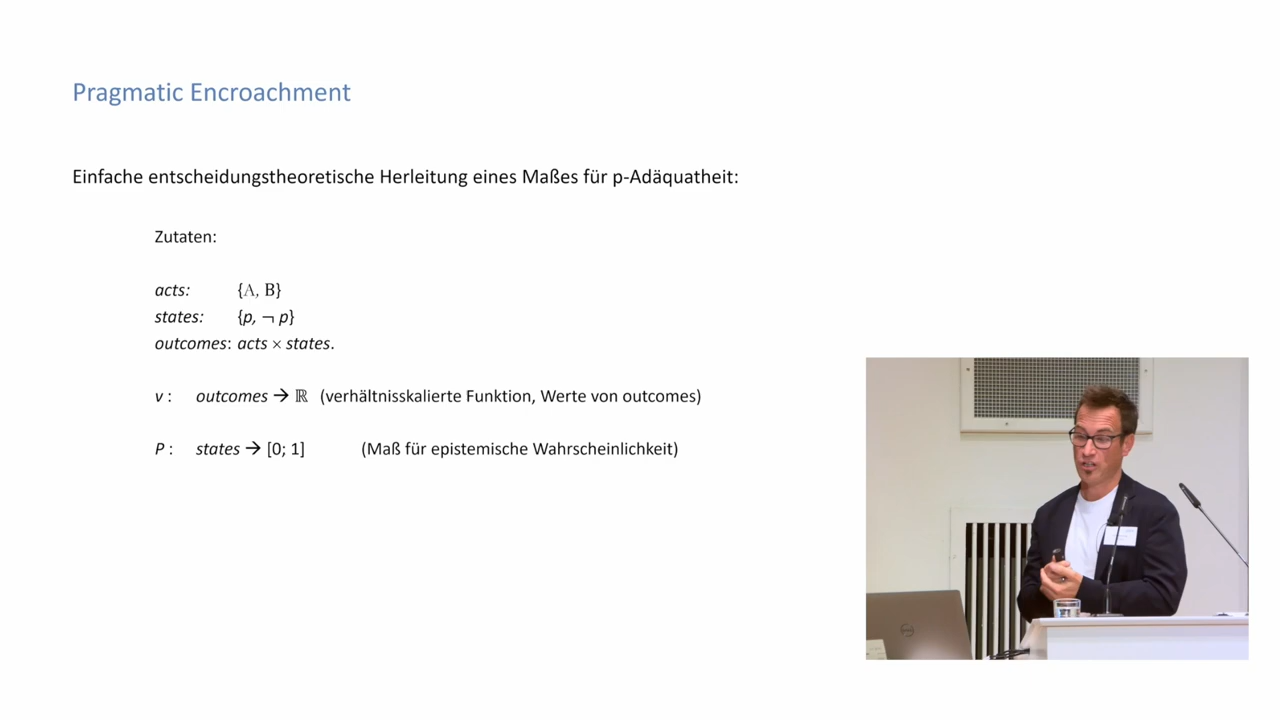 Pragmatic Encroachment
Einfache entscheidungstheoretische Herleitung eines Maßes für p-Adäquatheit:
Zutaten:
acts: {A, B}
states: {p, ¬ p}
outcomes: acts × states.
v : outcomes → ℝ (verhältnisskalierte Funktion, Werte von outcomes)
P : states → [0; 1] (Maß für epistemische Wahrscheinlichkeit)